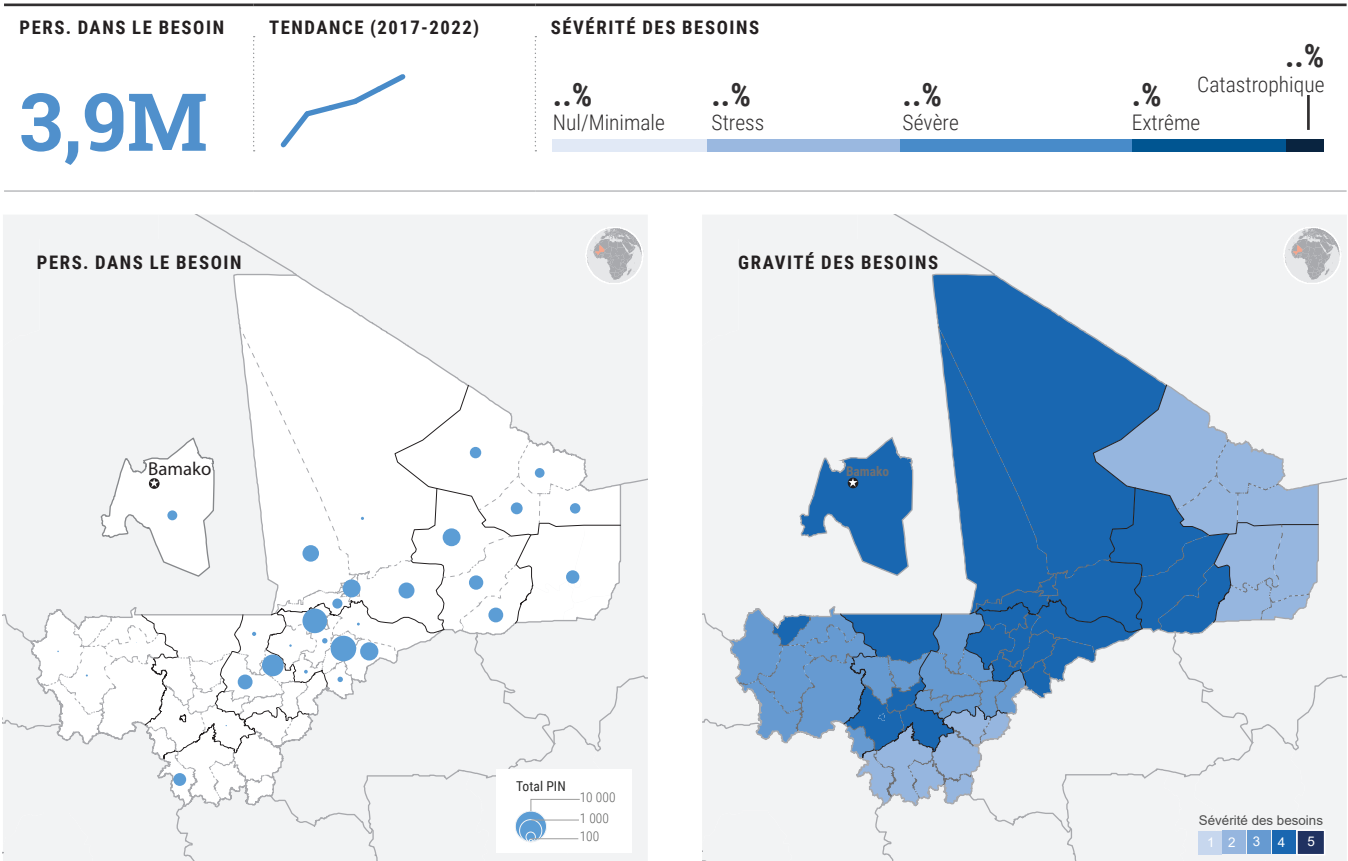 PERS. DANS LE BESOIN
TENDANCE (2017-2022)
SÉVÉRITÉ DES BESOINS
3,9M
..%
Nul/Minimale
..%
Stress
..%
Sévère
.%
Extrême
..%
Catastrophique
PERS. DANS LE BESOIN
Bamako
Total PIN
10 000
1 000
100
GRAVITÉ DES BESOINS
Bamako
Sévérité des besoins
1 2 3 4 5